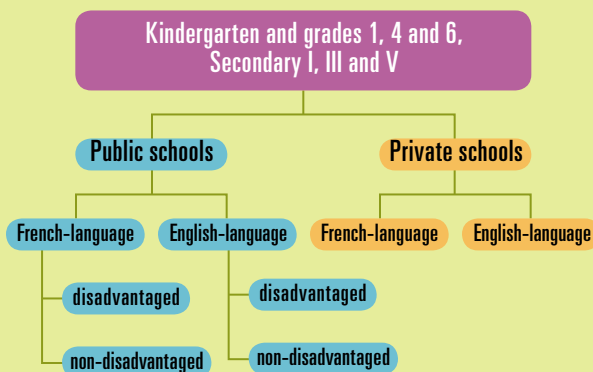 Kindergarten and grades 1, 4 and 6,
Secondary I, III and V
Public schools
Private schools
French-language
English-language
French-language
English-language
disadvantaged
disadvantaged
non-disadvantaged
non-disadvantaged